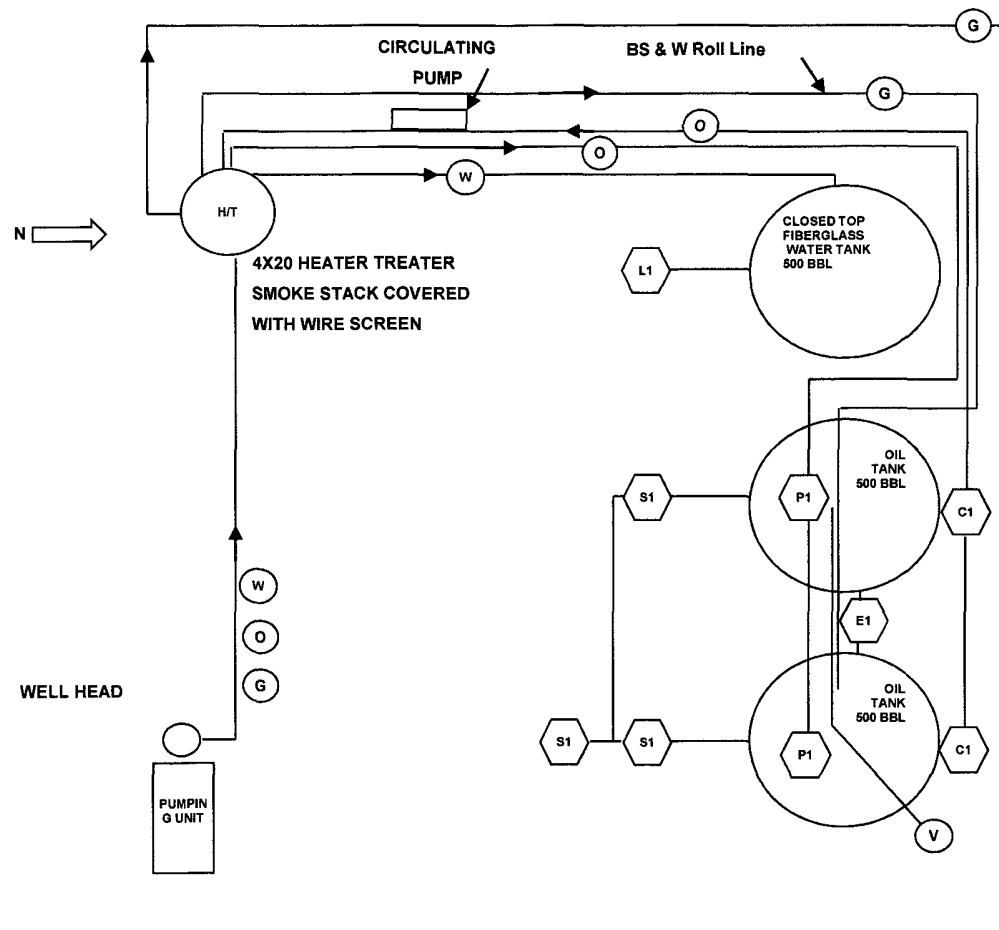 G
CIRCULATING
PUMP
BS & W Roll Line
G
O
O
W
H/T
N
CLOSED TOP
FIBERGLASS
WATER TANK
500 BBL
L1
4X20 HEATER TREATER
SMOKE STACK COVERED
WITH WIRE SCREEN
OIL
TANK
500 BBL
S1
P1
C1
W
E1
O
G
WELL HEAD
OIL
TANK
500 BBL
S1
S1
P1
C1
PUMPIN
G UNIT
V